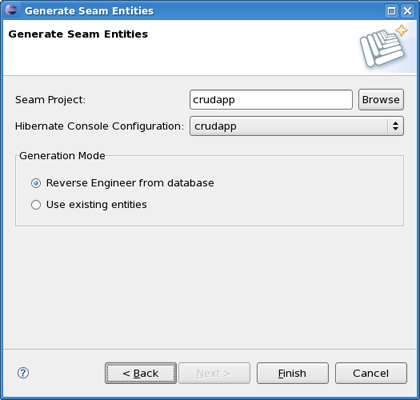 Generate Seam Entities
Generate Seam Entities
Seam Project: crudapp Browse
Hibernate Console Configuration: crudapp
Generation Mode
Reverse Engineer from database
Use existing entities
? < Back Next > Finish Cancel